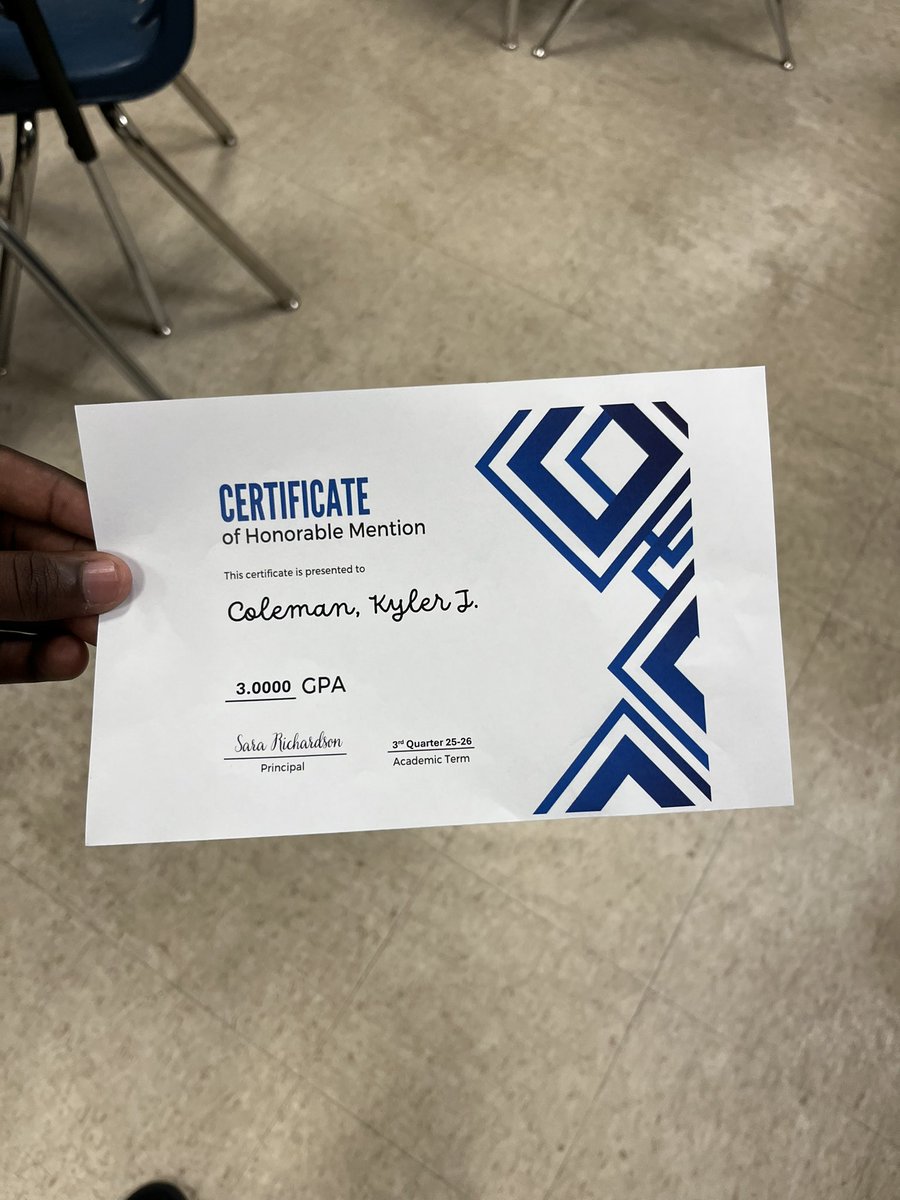 CERTIFICATE
of Honorable Mention
This certificate is presented to
Coleman, Kyler J.
3.0000 GPA
Sara Richardson
Principal
3rd Quarter 25-26
Academic Term